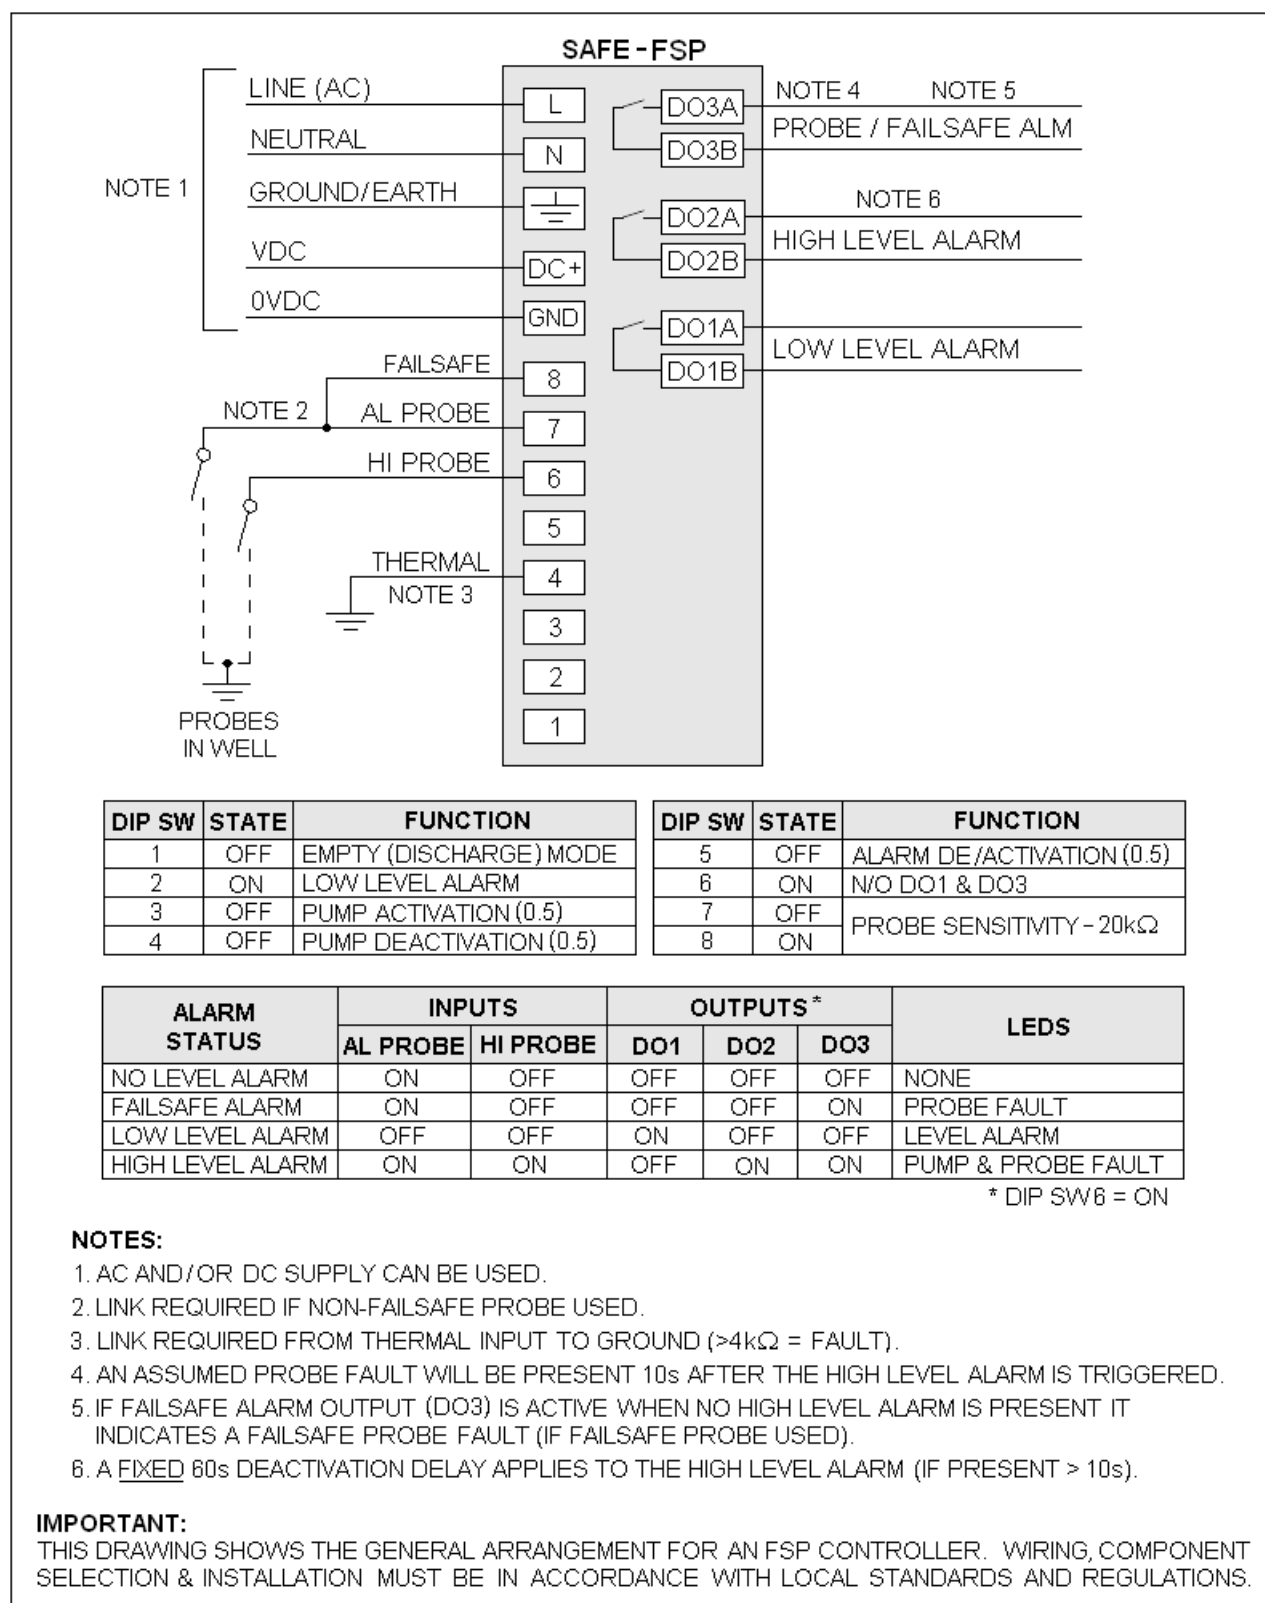 SAFE-FSP
LINE (AC)
NEUTRAL
NOTE 1
GROUND/EARTH
VDC
0VDC
L
N
DC+
GND
FAILSAFE
8
NOTE 2
AL PROBE
7
HI PROBE
6
5
THERMAL
NOTE 3
4
3
2
1
PROBES
IN WELL
DO3A
DO3B
NOTE 4 NOTE 5
PROBE / FAILSAFE ALM
DO2A
DO2B
NOTE 6
HIGH LEVEL ALARM
DO1A
DO1B
LOW LEVEL ALARM
DIP SW STATE FUNCTION
1 OFF EMPTY (DISCHARGE) MODE
2 ON LOW LEVEL ALARM
3 OFF PUMP ACTIVATION (0.5)
4 OFF PUMP DEACTIVATION (0.5)
DIP SW STATE FUNCTION
5 OFF ALARM DE/ACTIVATION (0.5)
6 ON N/O DO1 & DO3
7 OFF PROBE SENSITIVITY - 20kΩ
8 ON
ALARM STATUS INPUTS OUTPUTS* LEDS
AL PROBE HI PROBE DO1 DO2 DO3
NO LEVEL ALARM ON OFF OFF OFF OFF NONE
FAILSAFE ALARM ON OFF OFF OFF ON PROBE FAULT
LOW LEVEL ALARM OFF OFF ON OFF OFF LEVEL ALARM
HIGH LEVEL ALARM ON ON OFF ON ON PUMP & PROBE FAULT
* DIP SW6 = ON
NOTES:
1. AC AND/OR DC SUPPLY CAN BE USED.
2. LINK REQUIRED IF NON-FAILSAFE PROBE USED.
3. LINK REQUIRED FROM THERMAL INPUT TO GROUND (>4kΩ = FAULT).
4. AN ASSUMED PROBE FAULT WILL BE PRESENT 10s AFTER THE HIGH LEVEL ALARM IS TRIGGERED.
5. IF FAILSAFE ALARM OUTPUT (DO3) IS ACTIVE WHEN NO HIGH LEVEL ALARM IS PRESENT IT
INDICATES A FAILSAFE PROBE FAULT (IF FAILSAFE PROBE USED).
6. A FIXED 60s DEACTIVATION DELAY APPLIES TO THE HIGH LEVEL ALARM (IF PRESENT > 10s).
IMPORTANT:
THIS DRAWING SHOWS THE GENERAL ARRANGEMENT FOR AN FSP CONTROLLER. WIRING, COMPONENT
SELECTION & INSTALLATION MUST BE IN ACCORDANCE WITH LOCAL STANDARDS AND REGULATIONS.